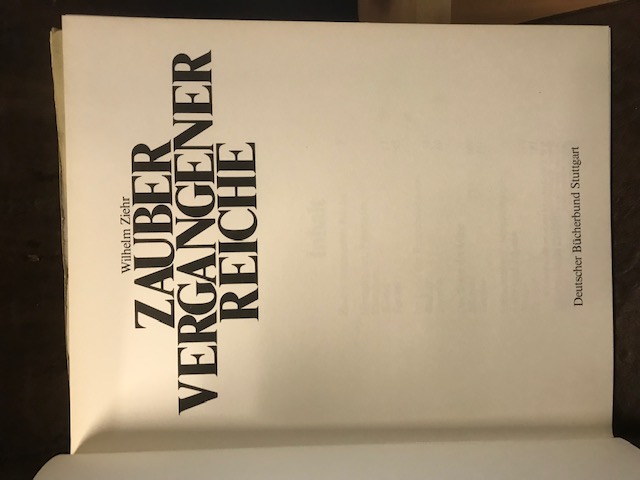 Wilhelm Ziehr
ZAUBER
VERGANGENER
REICHE
Deutscher Bücherbund Stuttgart